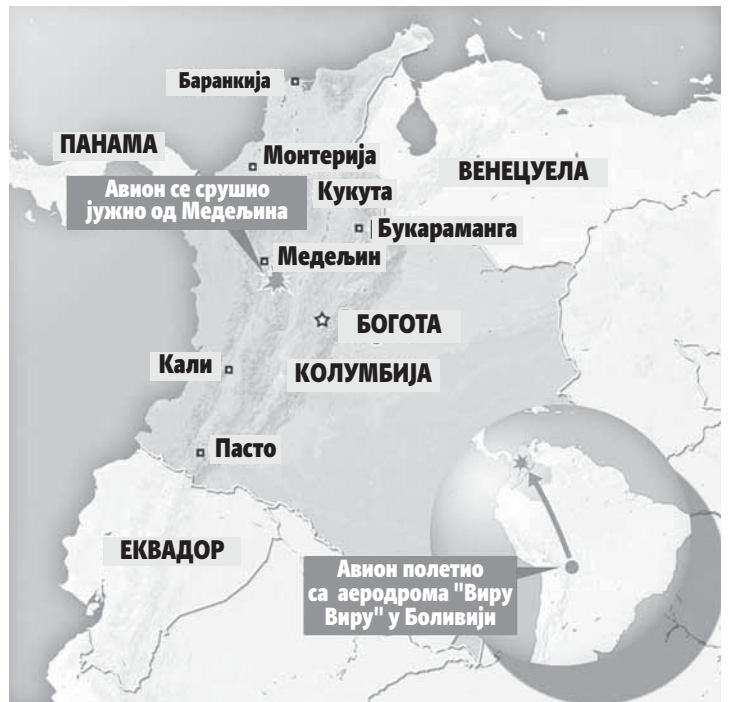 Баранкија
ПАНАМА
Монтерија
ВЕНЕЦУЕЛА
Авион се срушио
јужно од Медељина
Кукута
Букараманга
Медељин
БОГОТА
Кали
КОЛУМБИЈА
Пасто
ЕКВАДОР
Авион полетио
са аеродрома "Виру
Виру" у Боливији